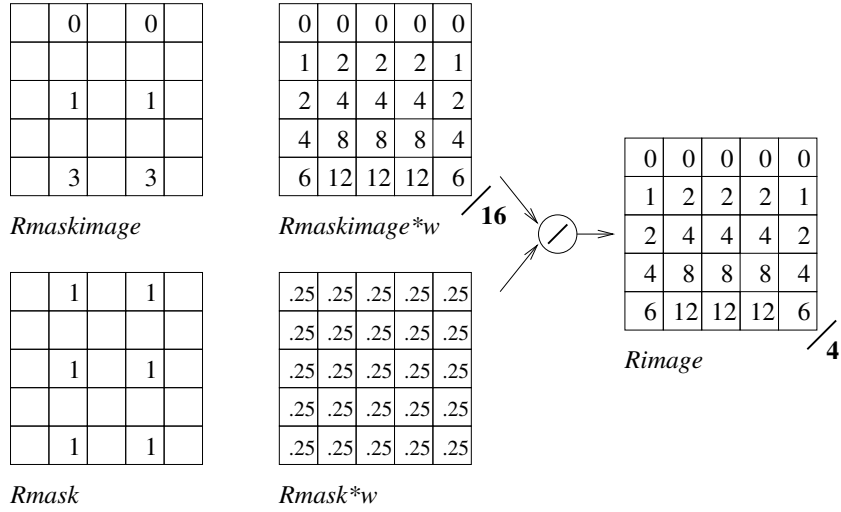 0 0
1 1
3 3
Rmaskimage
0 0 0 0 0
1 2 2 2 1
2 4 4 4 2
4 8 8 8 4
6 12 12 12 6
Rmaskimage*w
16
1 1
1 1
1 1
Rmask
.25 .25 .25 .25 .25
.25 .25 .25 .25 .25
.25 .25 .25 .25 .25
.25 .25 .25 .25 .25
.25 .25 .25 .25 .25
Rmask*w
0 0 0 0 0
1 2 2 2 1
2 4 4 4 2
4 8 8 8 4
6 12 12 12 6
Rimage
4